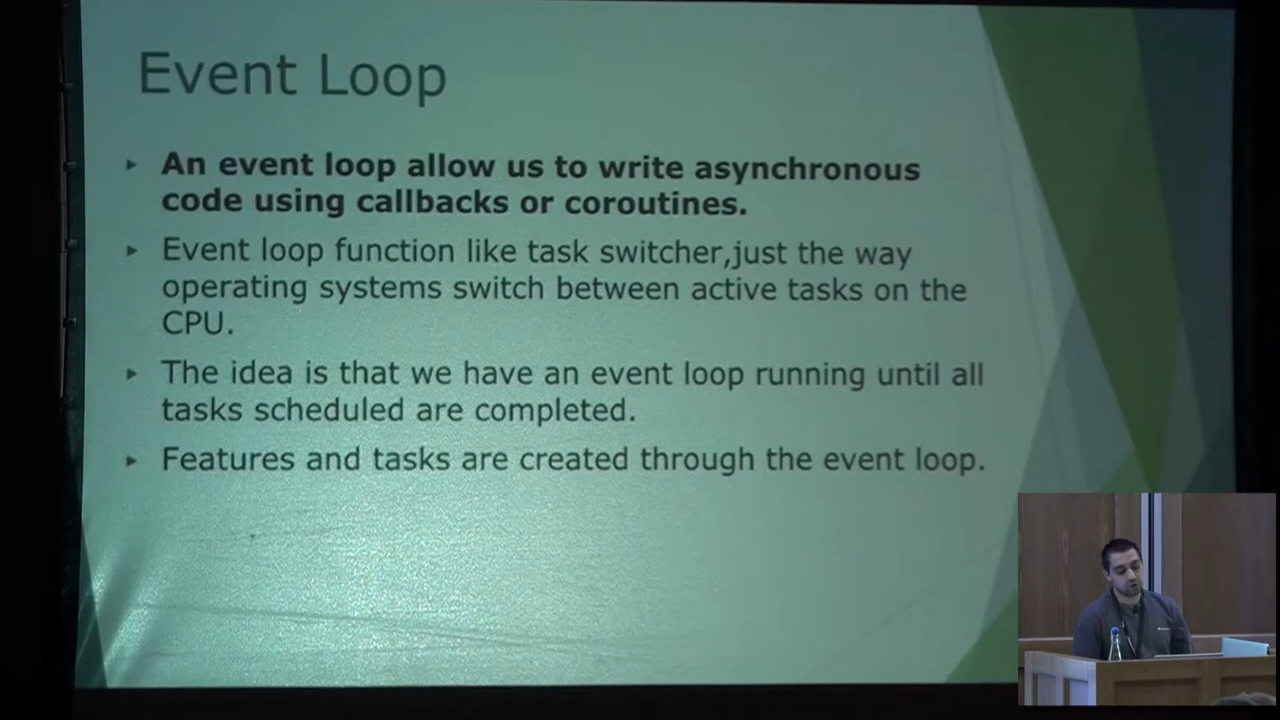 Event Loop
An event loop allow us to write asynchronous
code using callbacks or coroutines.
Event loop function like task switcher,just the way
operating systems switch between active tasks on the
CPU.
The idea is that we have an event loop running until all
tasks scheduled are completed.
Features and tasks are created through the event loop.